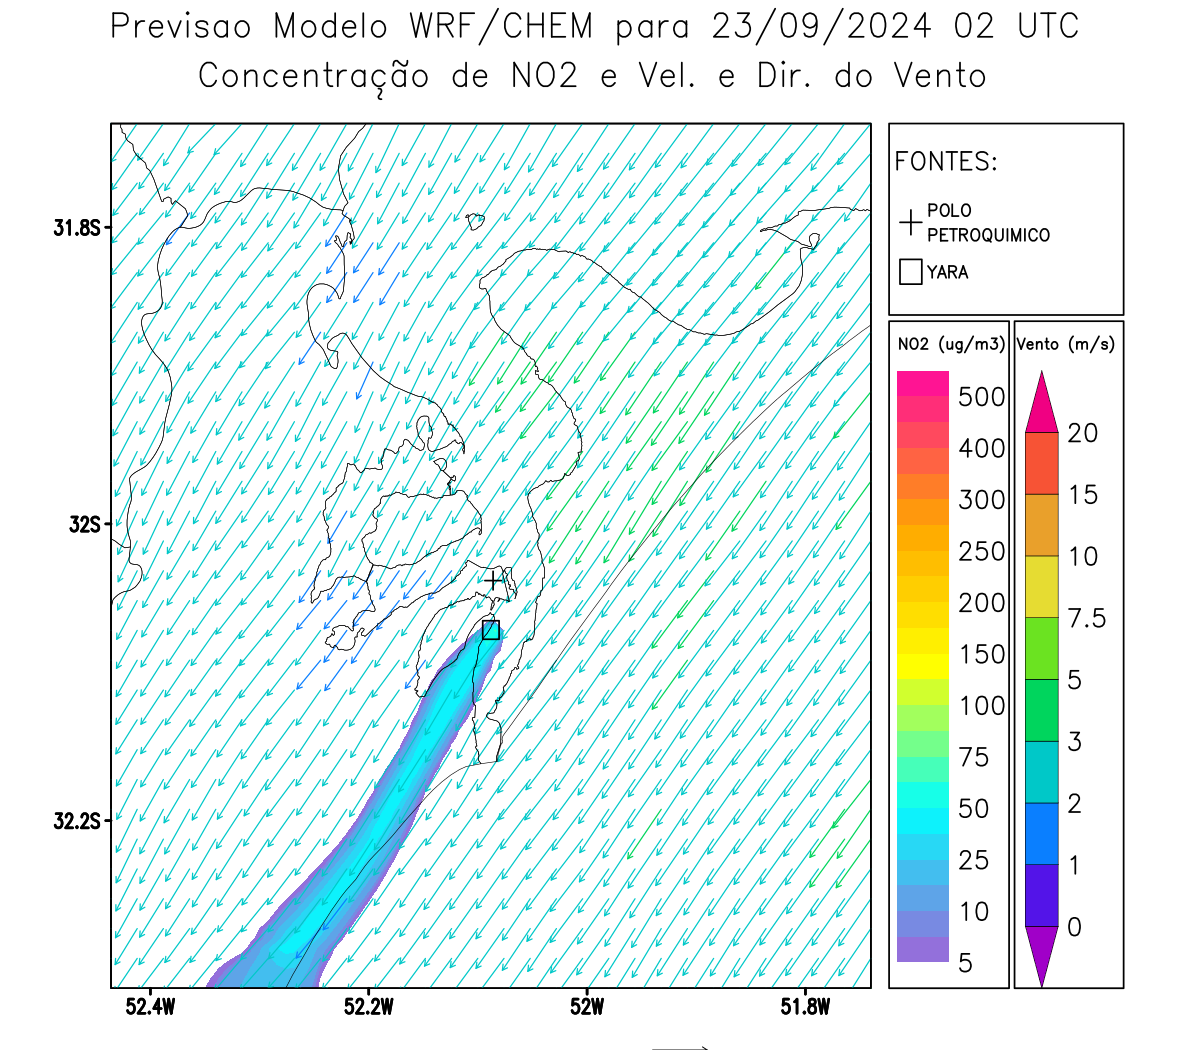 Previsao Modelo WRF/CHEM para 23/09/2024 02 UTC
Concentração de NO2 e Vel. e Dir. do Vento
FONTES:
POLO
PETROQUIMICO
YARA
NO2 (ug/m3)
500
400
300
250
200
150
100
75
50
25
10
5
Vento (m/s)
20
15
10
7.5
5
3
2
1
0
31.8S
32S
32.2S
52.4W
52.2W
52W
51.8W